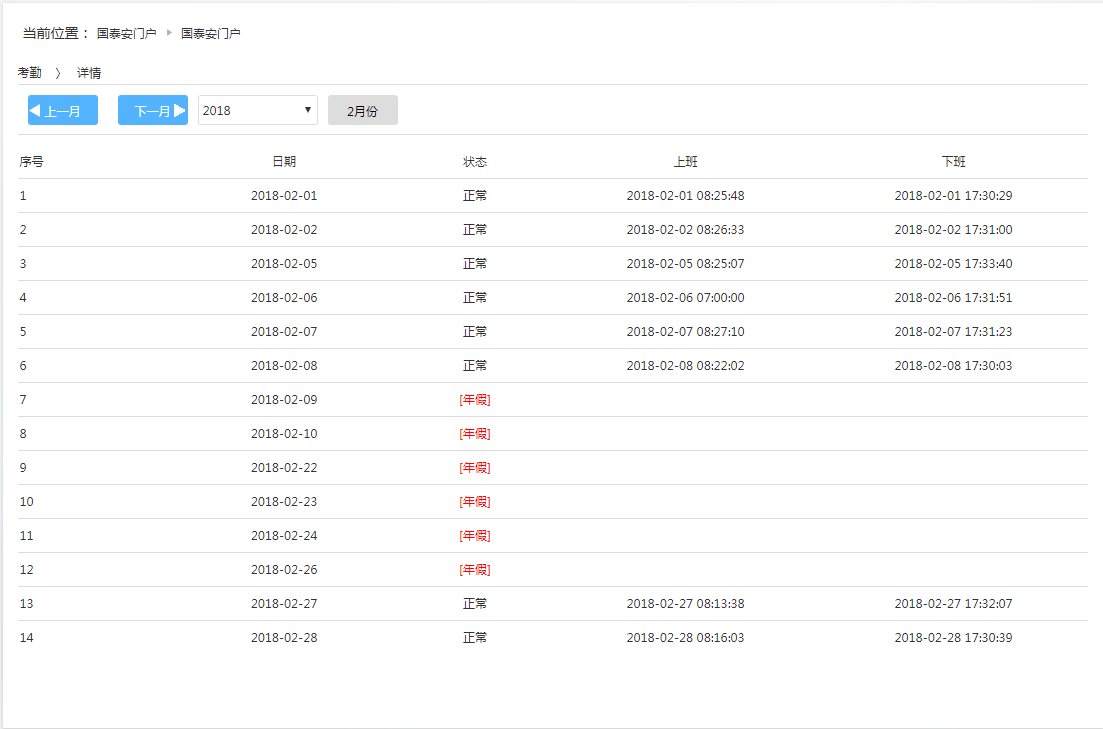 当前位置： 国泰安门户 国泰安门户
考勤 〉 详情
上一月 下一月 2018 2月份
序号 日期 状态 上班 下班
1 2018-02-01 正常 2018-02-01 08:25:48 2018-02-01 17:30:29
2 2018-02-02 正常 2018-02-02 08:26:33 2018-02-02 17:31:00
3 2018-02-05 正常 2018-02-05 08:25:07 2018-02-05 17:33:40
4 2018-02-06 正常 2018-02-06 07:00:00 2018-02-06 17:31:51
5 2018-02-07 正常 2018-02-07 08:27:10 2018-02-07 17:31:23
6 2018-02-08 正常 2018-02-08 08:22:02 2018-02-08 17:30:03
7 2018-02-09 [年假]
8 2018-02-10 [年假]
9 2018-02-22 [年假]
10 2018-02-23 [年假]
11 2018-02-24 [年假]
12 2018-02-26 [年假]
13 2018-02-27 正常 2018-02-27 08:13:38 2018-02-27 17:32:07
14 2018-02-28 正常 2018-02-28 08:16:03 2018-02-28 17:30:39